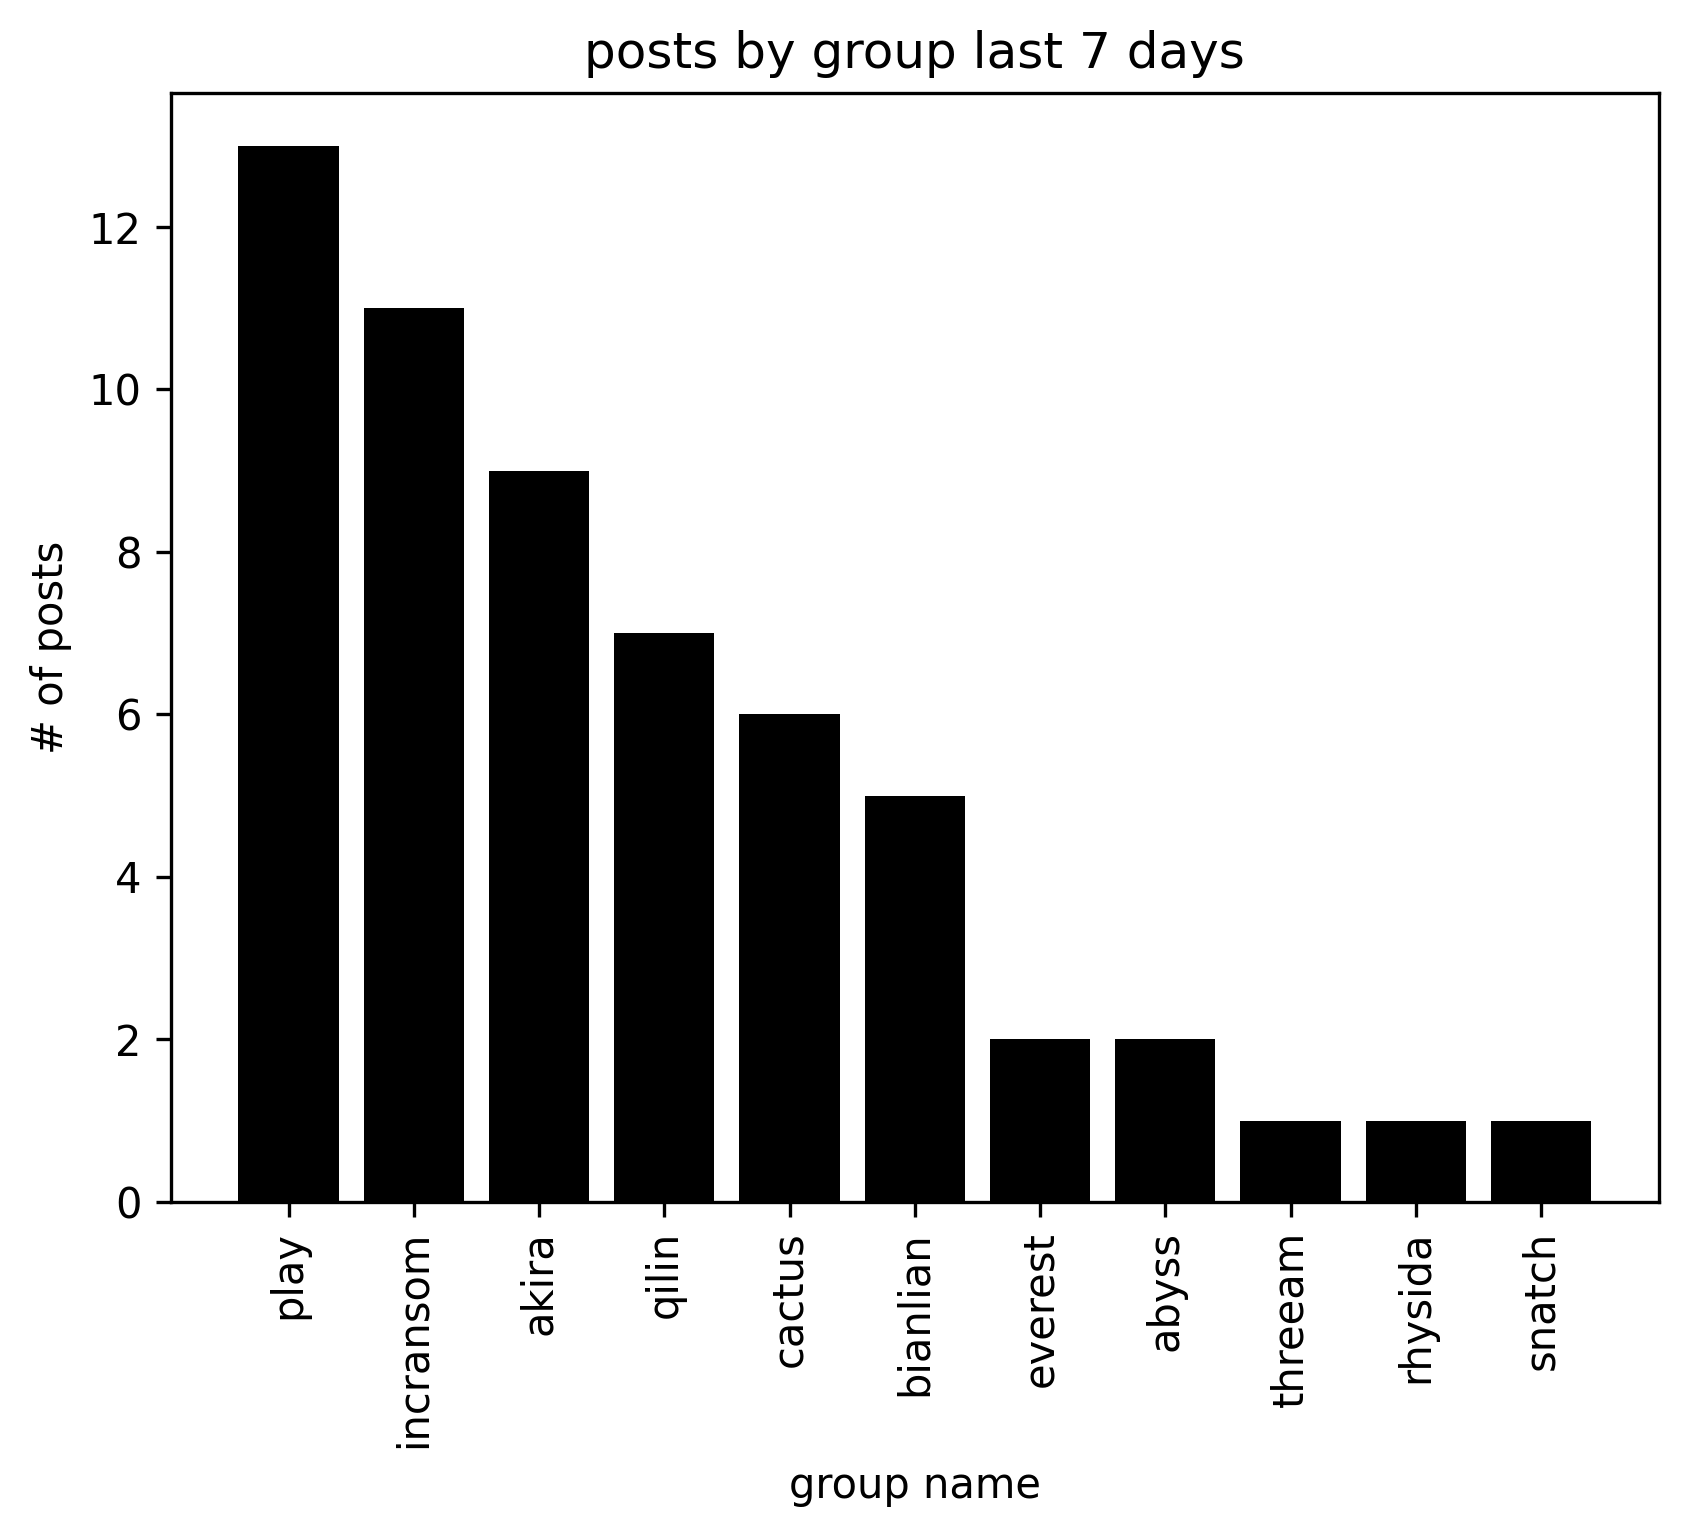 posts by group last 7 days
# of posts
12
10
8
6
4
2
0
play
incransom
akira
qilin
cactus
bianlian
everest
abyss
threeam
rhysida
snatch
group name